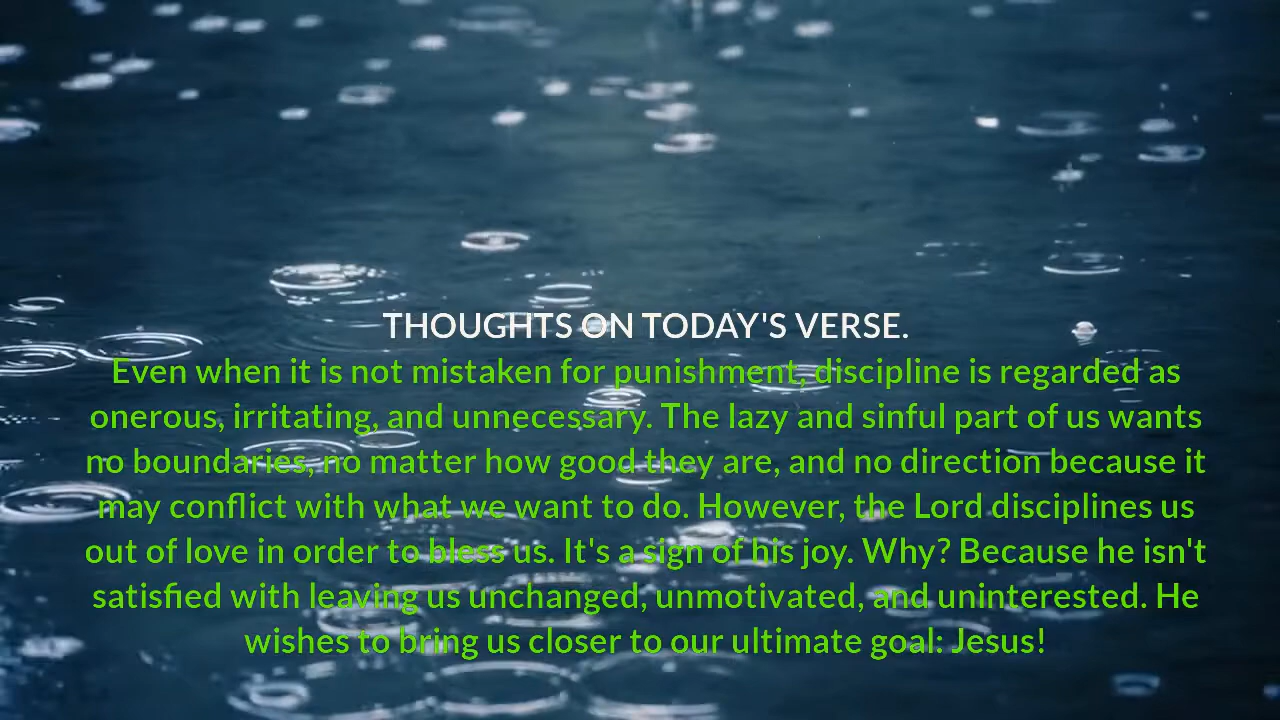 THOUGHTS ON TODAY'S VERSE.
Even when it is not mistaken for punishment, discipline is regarded as
onerous, irritating, and unnecessary. The lazy and sinful part of us wants
no boundaries, no matter how good they are, and no direction because it
may conflict with what we want to do. However, the Lord disciplines us
out of love in order to bless us. It's a sign of his joy. Why? Because he isn't
satisfied with leaving us unchanged, unmotivated, and uninterested. He
wishes to bring us closer to our ultimate goal: Jesus!